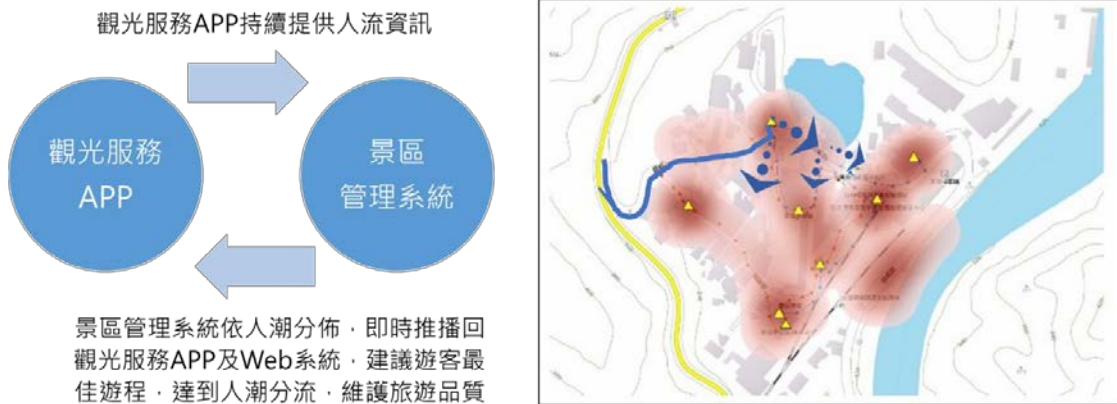 觀光服務APP持續提供人流資訊
觀光服務
APP
景區
管理系統
景區管理系統依人潮分佈，即時推播回
觀光服務APP及Web系統，建議遊客最
佳遊程，達到人潮分流，維護旅遊品質